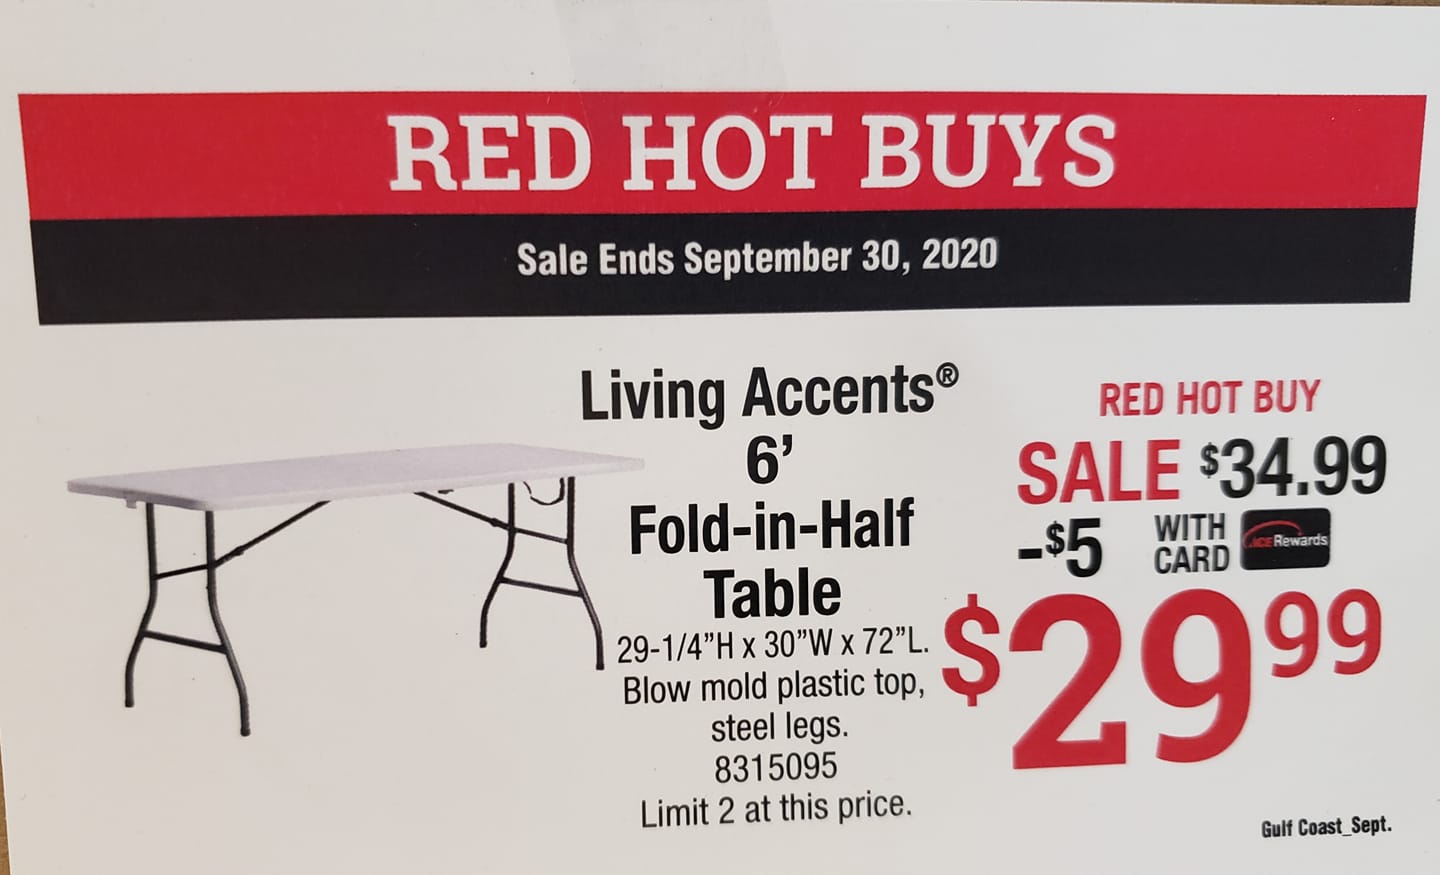 RED HOT BUYS
Sale Ends September 30, 2020
Living Accents®
6’
Fold-in-Half
Table
29-1/4”H x 30”W x 72”L.
Blow mold plastic top,
steel legs.
8315095
Limit 2 at this price.
RED HOT BUY
SALE $34.99
-$5 WITH CARD ACE Rewards
$29.99
Gulf Coast_Sept.